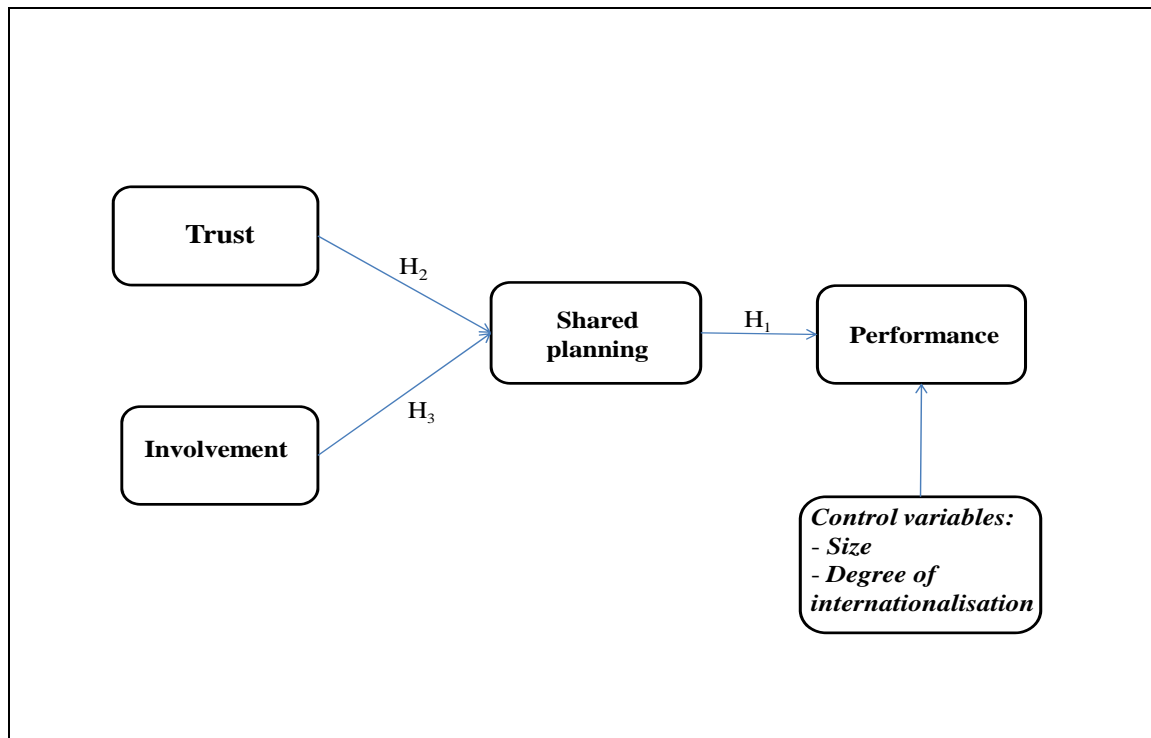 Trust
H₂
Shared
planning
H₁
Performance
Involvement
H₃
Control variables:
- Size
- Degree of
internationalisation